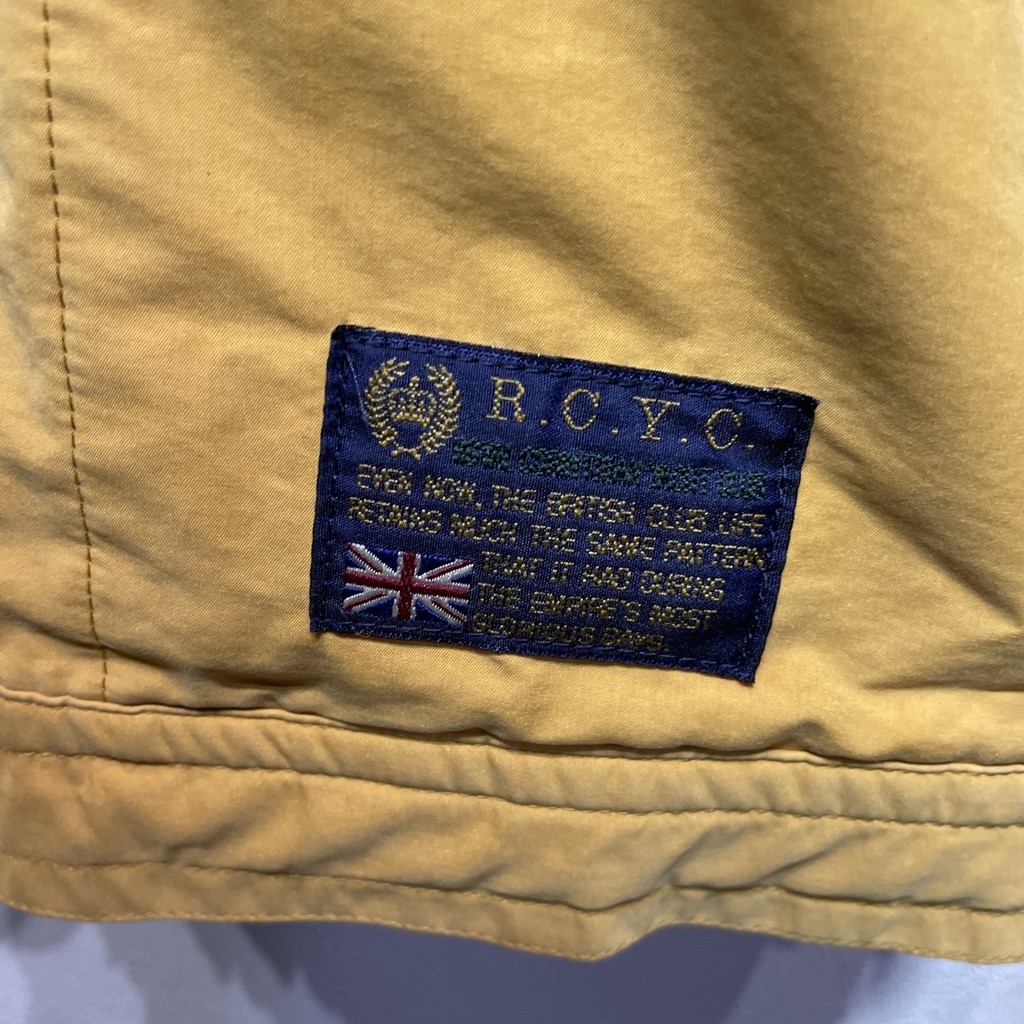 R.C.Y.C.
EVEN NOW, THE BRITISH CLUB LIFE
RETAINS MUCH THE SAME PATTERN
THAT IT HAD DURING
THE EMPIRE'S MOST
GLORIOUS DAYS.